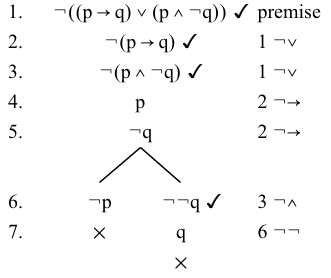 1. ¬((p → q) ∨ (p ∧ ¬q)) ✓ premise
2. ¬(p → q) ✓ 1 ¬∨
3. ¬(p ∧ ¬q) ✓ 1 ¬∨
4. p 2 ¬→
5. ¬q 2 ¬→
6. ¬p ¬¬q ✓ 3 ¬∧
7. × q 6 ¬¬
×